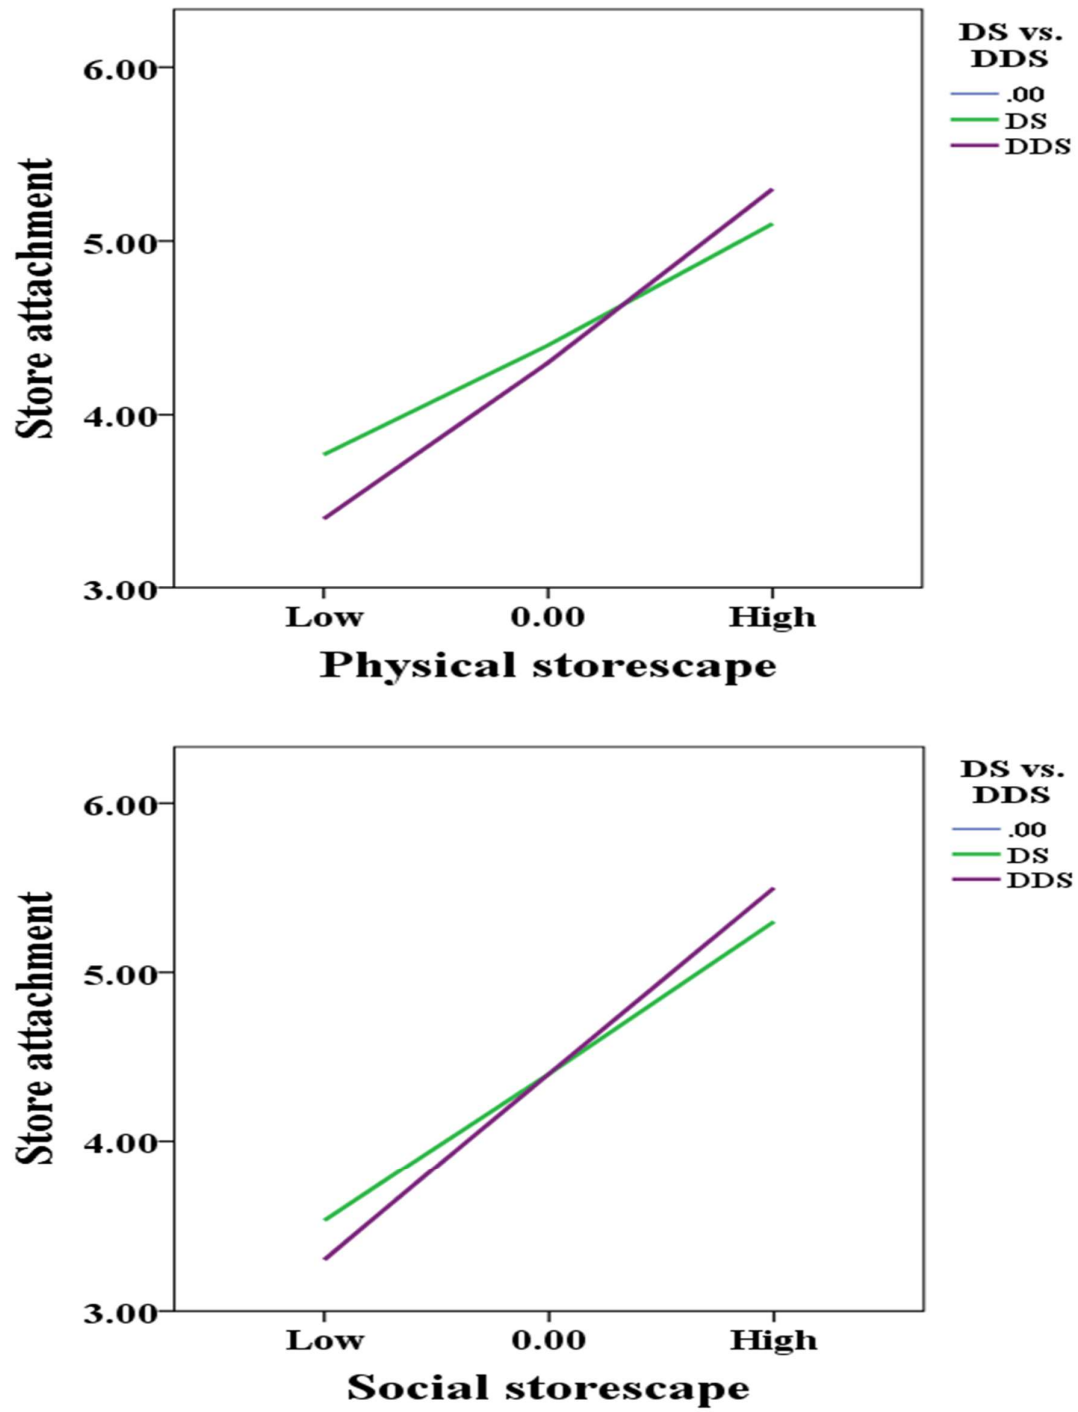 DS vs.
DDS
.00
DS
DDS
6.00
5.00
4.00
3.00
Store attachment
Low 0.00 High
Physical storescape
DS vs.
DDS
.00
DS
DDS
6.00
5.00
4.00
3.00
Store attachment
Low 0.00 High
Social storescape